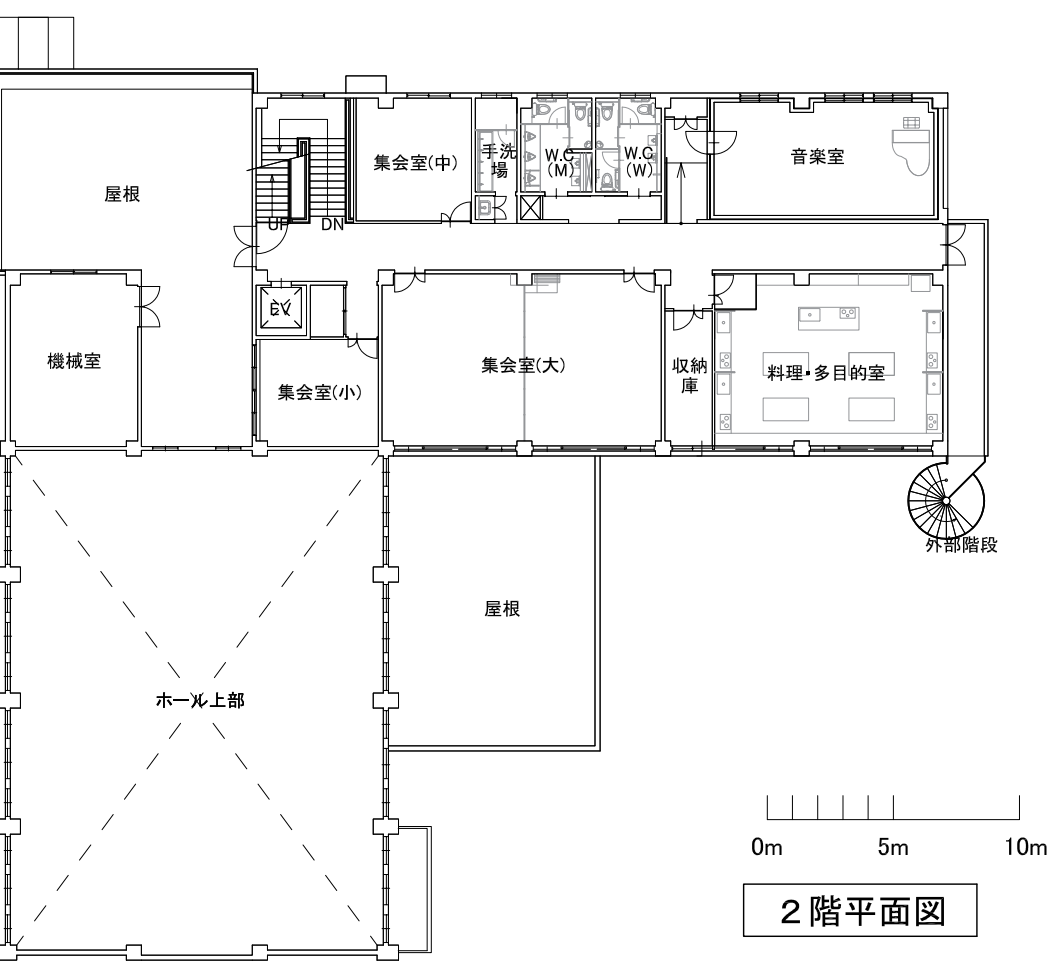 屋根
集会室(中)
手洗
場
W.C
(M)
W.C
(W)
音楽室
UP
DN
EV
機械室
集会室(小)
集会室(大)
収納
庫
料理・多目的室
外部階段
屋根
ホール上部
0m
5m
10m
2階平面図